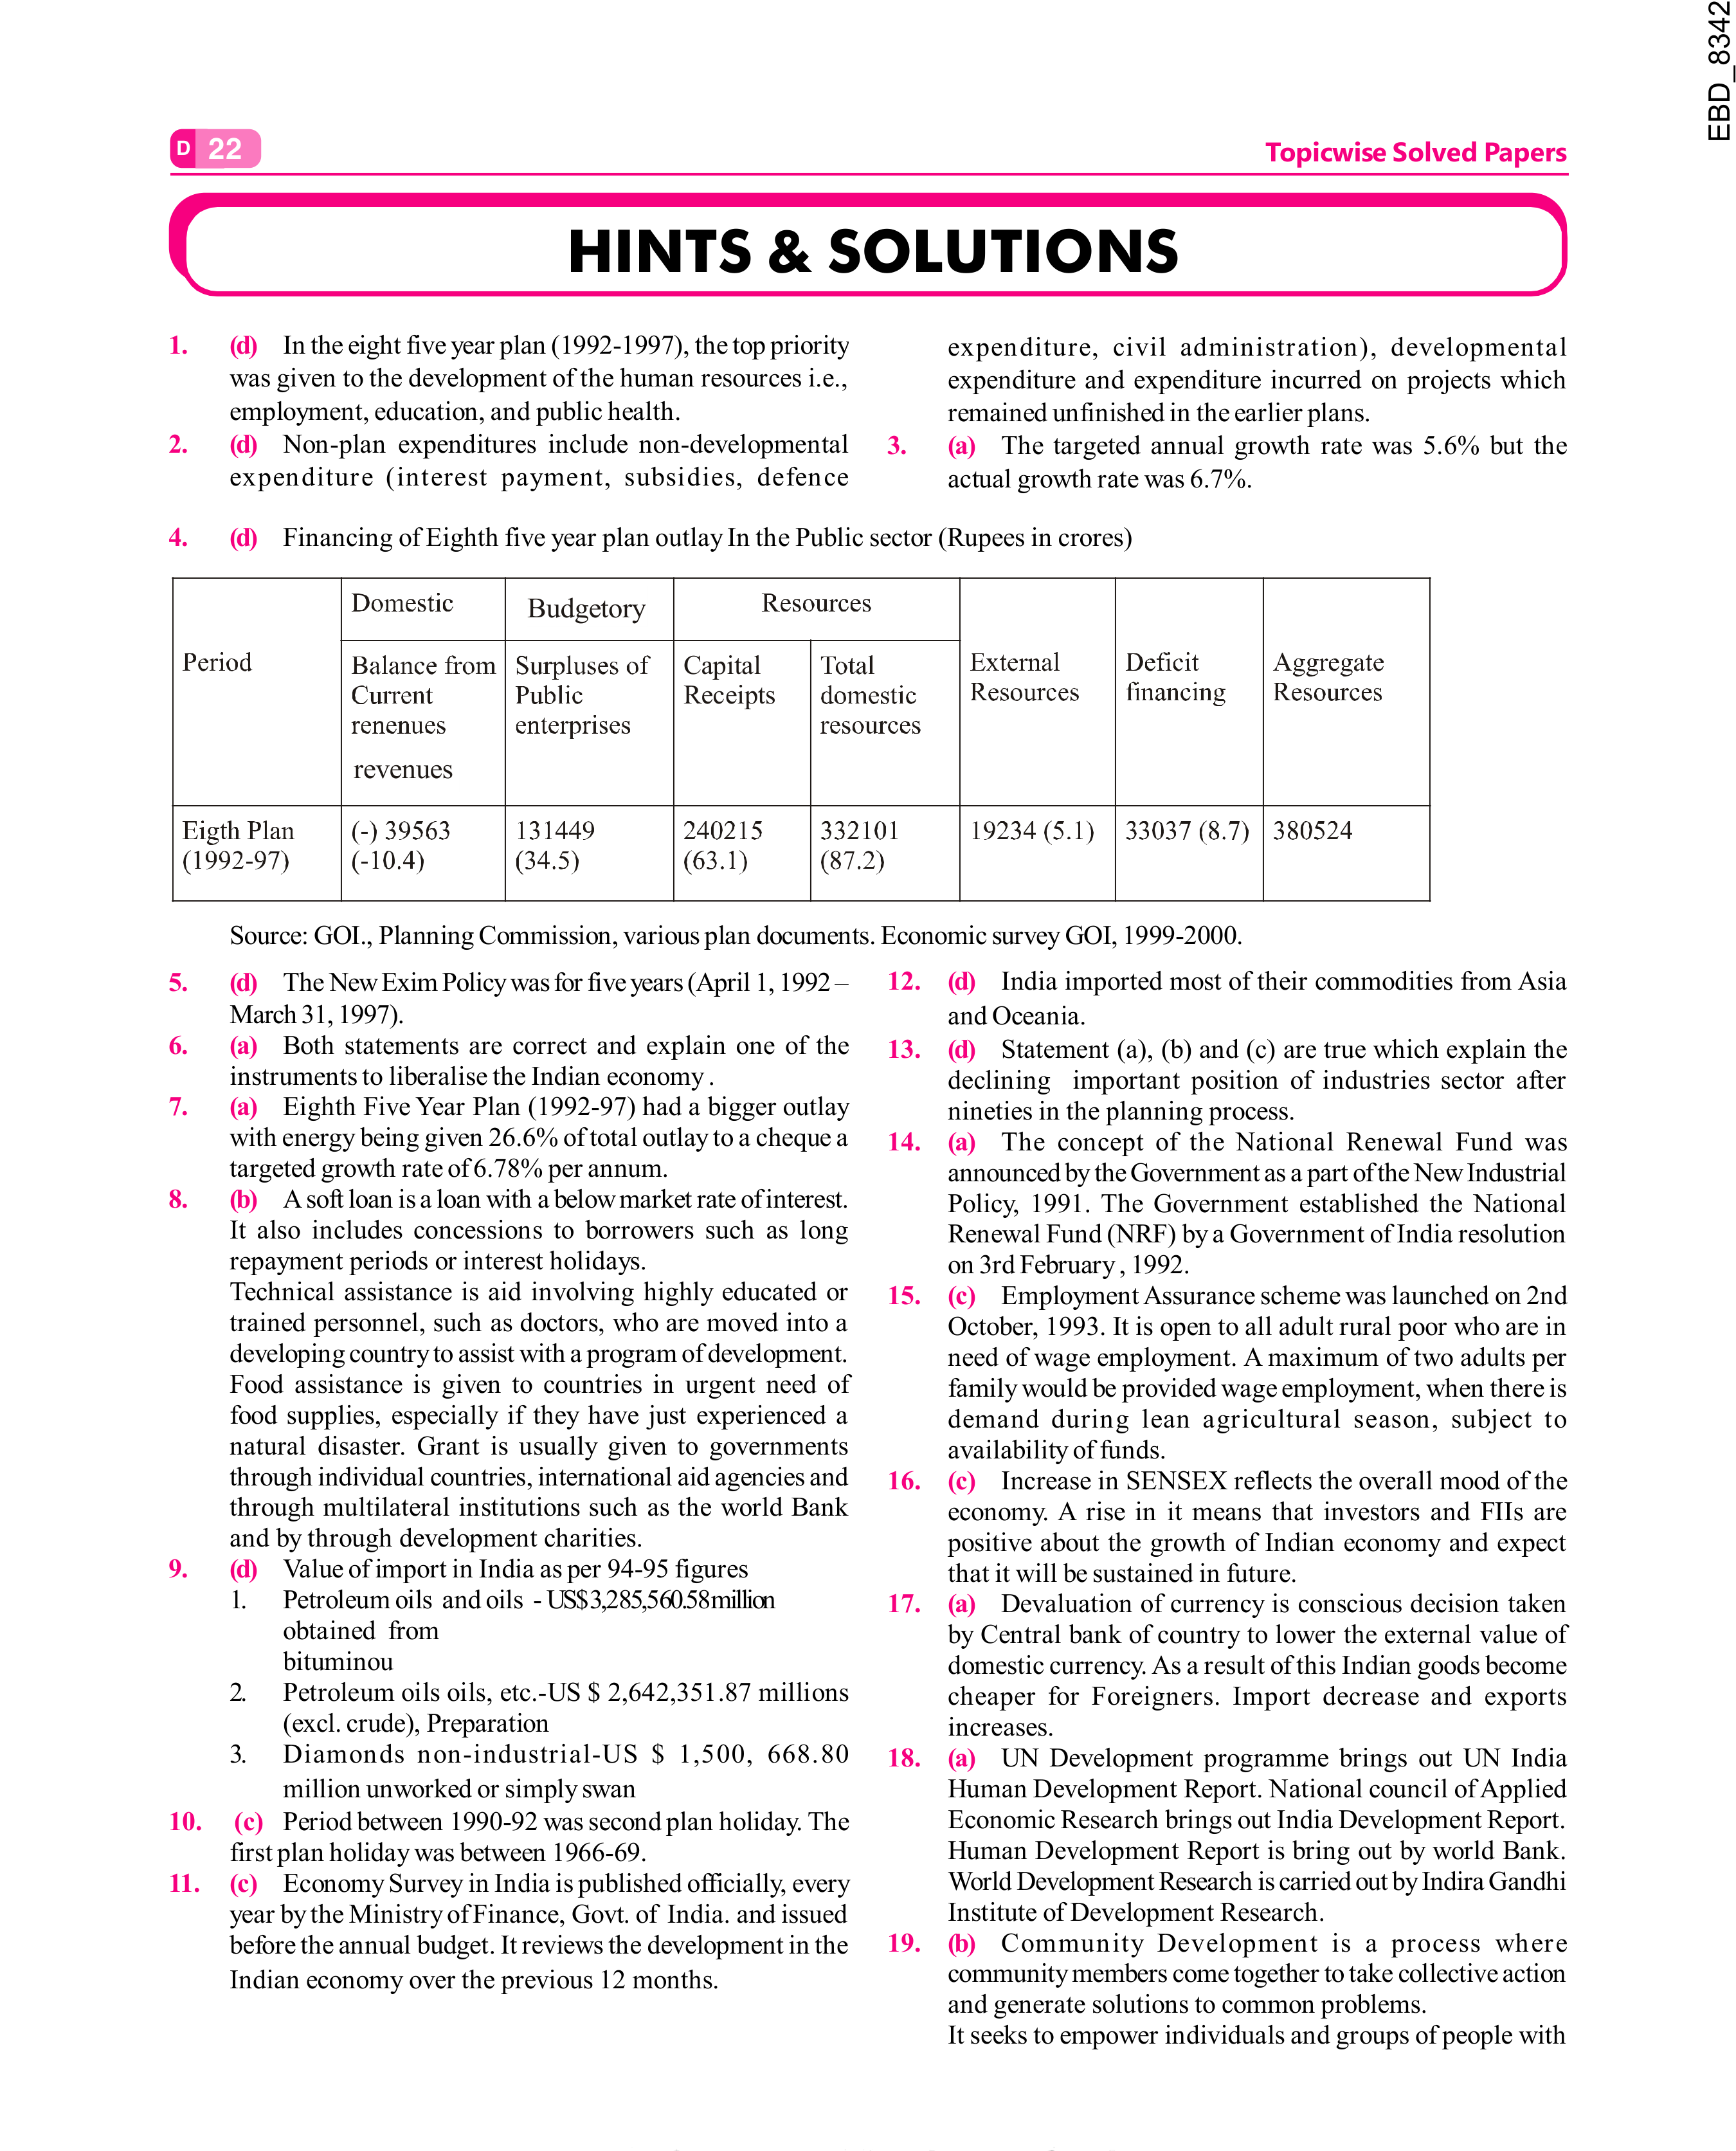 EBD_8342
D 22
Topicwise Solved Papers
HINTS & SOLUTIONS
1. (d) In the eight five year plan (1992-1997), the top priority
was given to the development of the human resources i.e.,
employment, education, and public health.
2. (d) Non-plan expenditures include non-developmental
expenditure (interest payment, subsidies, defence
expenditure, civil administration), developmental
expenditure and expenditure incurred on projects which
remained unfinished in the earlier plans.
3. (a) The targeted annual growth rate was 5.6% but the
actual growth rate was 6.7%.
4. (d) Financing of Eighth five year plan outlay In the Public sector (Rupees in crores)
Domestic Budgetory Resources
Period Balance from Surpluses of Capital Total External Deficit Aggregate
Current Public Receipts domestic Resources financing Resources
renenues enterprises resources
revenues
Eigth Plan (-) 39563 131449 240215 332101 19234 (5.1) 33037 (8.7) 380524
(1992-97) (-10.4) (34.5) (63.1) (87.2)
Source: GOI., Planning Commission, various plan documents. Economic survey GOI, 1999-2000.
5. (d) The New Exim Policy was for five years (April 1, 1992 –
March 31, 1997).
6. (a) Both statements are correct and explain one of the
instruments to liberalise the Indian economy .
7. (a) Eighth Five Year Plan (1992-97) had a bigger outlay
with energy being given 26.6% of total outlay to a cheque a
targeted growth rate of 6.78% per annum.
8. (b) A soft loan is a loan with a below market rate of interest.
It also includes concessions to borrowers such as long
repayment periods or interest holidays.
Technical assistance is aid involving highly educated or
trained personnel, such as doctors, who are moved into a
developing country to assist with a program of development.
Food assistance is given to countries in urgent need of
food supplies, especially if they have just experienced a
natural disaster. Grant is usually given to governments
through individual countries, international aid agencies and
through multilateral institutions such as the world Bank
and by through development charities.
9. (d) Value of import in India as per 94-95 figures
1. Petroleum oils and oils - US$3,285,560.58 million
obtained from
bituminou
2. Petroleum oils oils, etc.-US $ 2,642,351.87 millions
(excl. crude), Preparation
3. Diamonds non-industrial-US $ 1,500, 668.80
million unworked or simply swan
10. (c) Period between 1990-92 was second plan holiday. The
first plan holiday was between 1966-69.
11. (c) Economy Survey in India is published officially, every
year by the Ministry of Finance, Govt. of India. and issued
before the annual budget. It reviews the development in the
Indian economy over the previous 12 months.
12. (d) India imported most of their commodities from Asia
and Oceania.
13. (d) Statement (a), (b) and (c) are true which explain the
declining important position of industries sector after
nineties in the planning process.
14. (a) The concept of the National Renewal Fund was
announced by the Government as a part of the New Industrial
Policy, 1991. The Government established the National
Renewal Fund (NRF) by a Government of India resolution
on 3rd February , 1992.
15. (c) Employment Assurance scheme was launched on 2nd
October, 1993. It is open to all adult rural poor who are in
need of wage employment. A maximum of two adults per
family would be provided wage employment, when there is
demand during lean agricultural season, subject to
availability of funds.
16. (c) Increase in SENSEX reflects the overall mood of the
economy. A rise in it means that investors and FIIs are
positive about the growth of Indian economy and expect
that it will be sustained in future.
17. (a) Devaluation of currency is conscious decision taken
by Central bank of country to lower the external value of
domestic currency. As a result of this Indian goods become
cheaper for Foreigners. Import decrease and exports
increases.
18. (a) UN Development programme brings out UN India
Human Development Report. National council of Applied
Economic Research brings out India Development Report.
Human Development Report is bring out by world Bank.
World Development Research is carried out by Indira Gandhi
Institute of Development Research.
19. (b) Community Development is a process where
community members come together to take collective action
and generate solutions to common problems.
It seeks to empower individuals and groups of people with